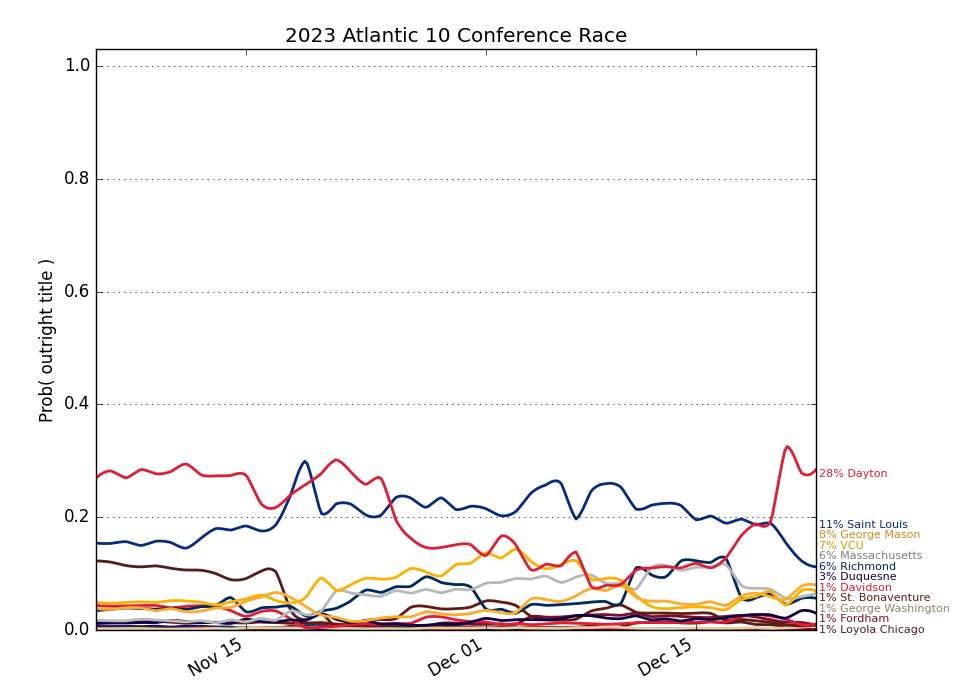 2023 Atlantic 10 Conference Race
Prob( outright title )
1.0
0.8
0.6
0.4
0.2
0.0
Nov 15
Dec 01
Dec 15
28% Dayton
11% Saint Louis
8% George Mason
7% VCU
6% Massachusetts
6% Richmond
3% Duquesne
1% Davidson
1% St. Bonaventure
1% George Washington
1% Fordham
1% Loyola Chicago